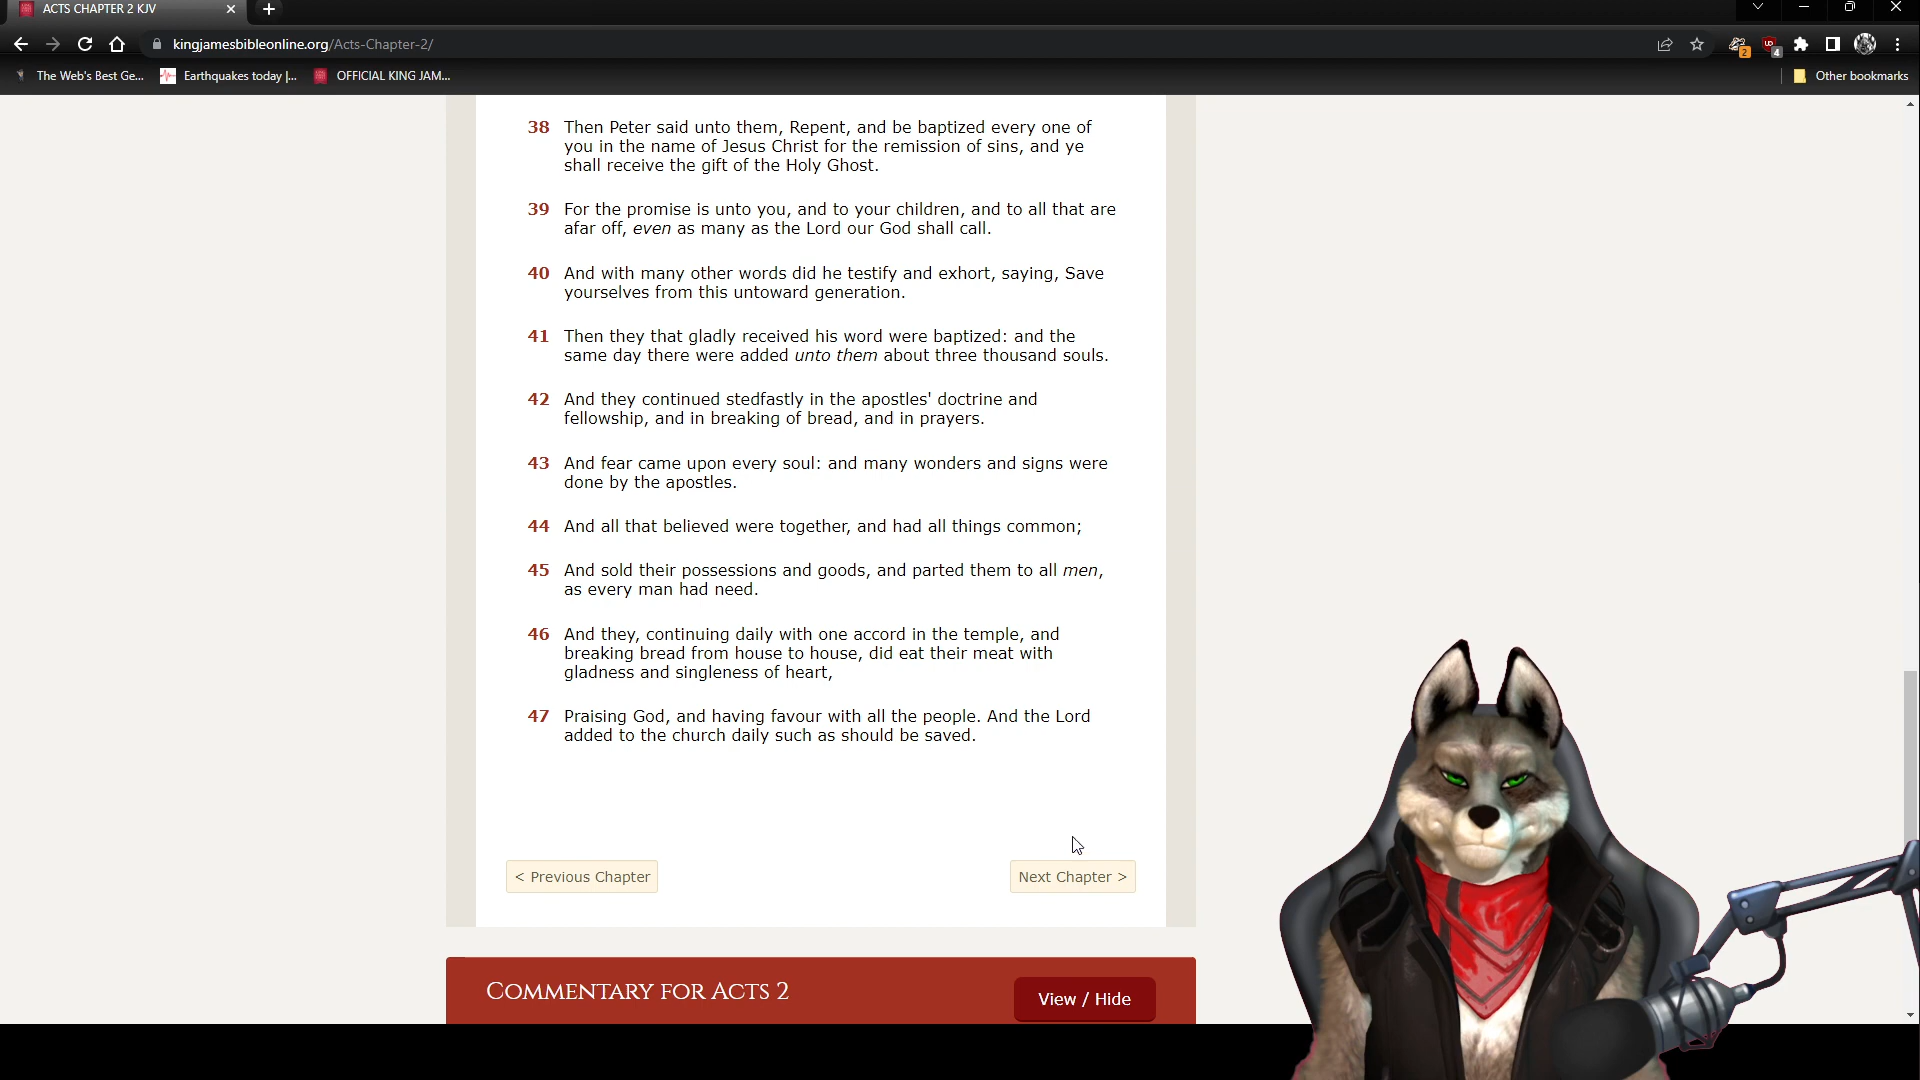 ACTS CHAPTER 2 KJV
kingjamesbibleonline.org/Acts-Chapter-2/
2
UD
4
The Web's Best Ge...
Earthquakes today |...
OFFICIAL KING JAM...
Other bookmarks
38 Then Peter said unto them, Repent, and be baptized every one of
you in the name of Jesus Christ for the remission of sins, and ye
shall receive the gift of the Holy Ghost.
39 For the promise is unto you, and to your children, and to all that are
afar off, even as many as the Lord our God shall call.
40 And with many other words did he testify and exhort, saying, Save
yourselves from this untoward generation.
41 Then they that gladly received his word were baptized: and the
same day there were added unto them about three thousand souls.
42 And they continued stedfastly in the apostles' doctrine and
fellowship, and in breaking of bread, and in prayers.
43 And fear came upon every soul: and many wonders and signs were
done by the apostles.
44 And all that believed were together, and had all things common;
45 And sold their possessions and goods, and parted them to all men,
as every man had need.
46 And they, continuing daily with one accord in the temple, and
breaking bread from house to house, did eat their meat with
gladness and singleness of heart,
47 Praising God, and having favour with all the people. And the Lord
added to the church daily such as should be saved.
< Previous Chapter
Next Chapter >
COMMENTARY FOR ACTS 2
View / Hide